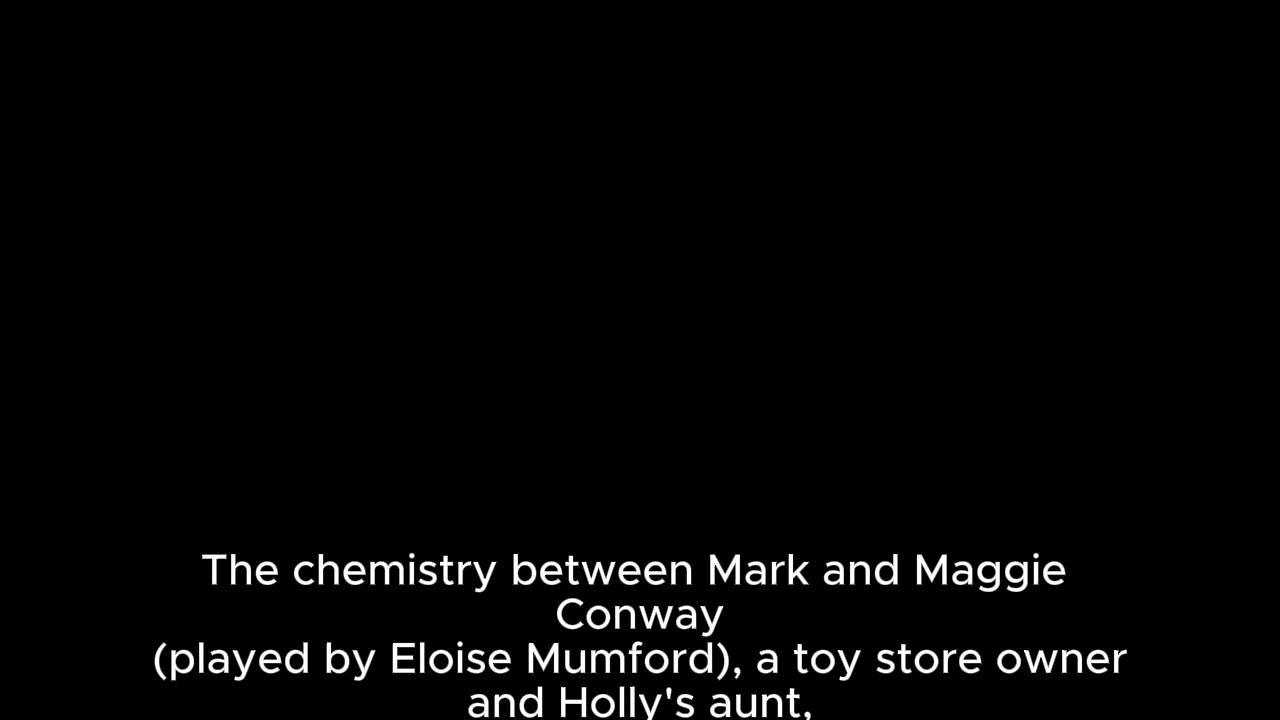 The chemistry between Mark and Maggie
Conway
(played by Eloise Mumford), a toy store owner
and Holly's aunt,